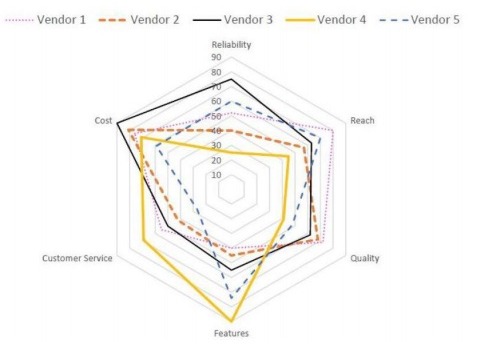 Vendor 1 Vendor 2 Vendor 3 Vendor 4 Vendor 5
Reliability
90
80
70
60
50
40
30
20
10
Cost
Reach
Customer Service
Quality
Features